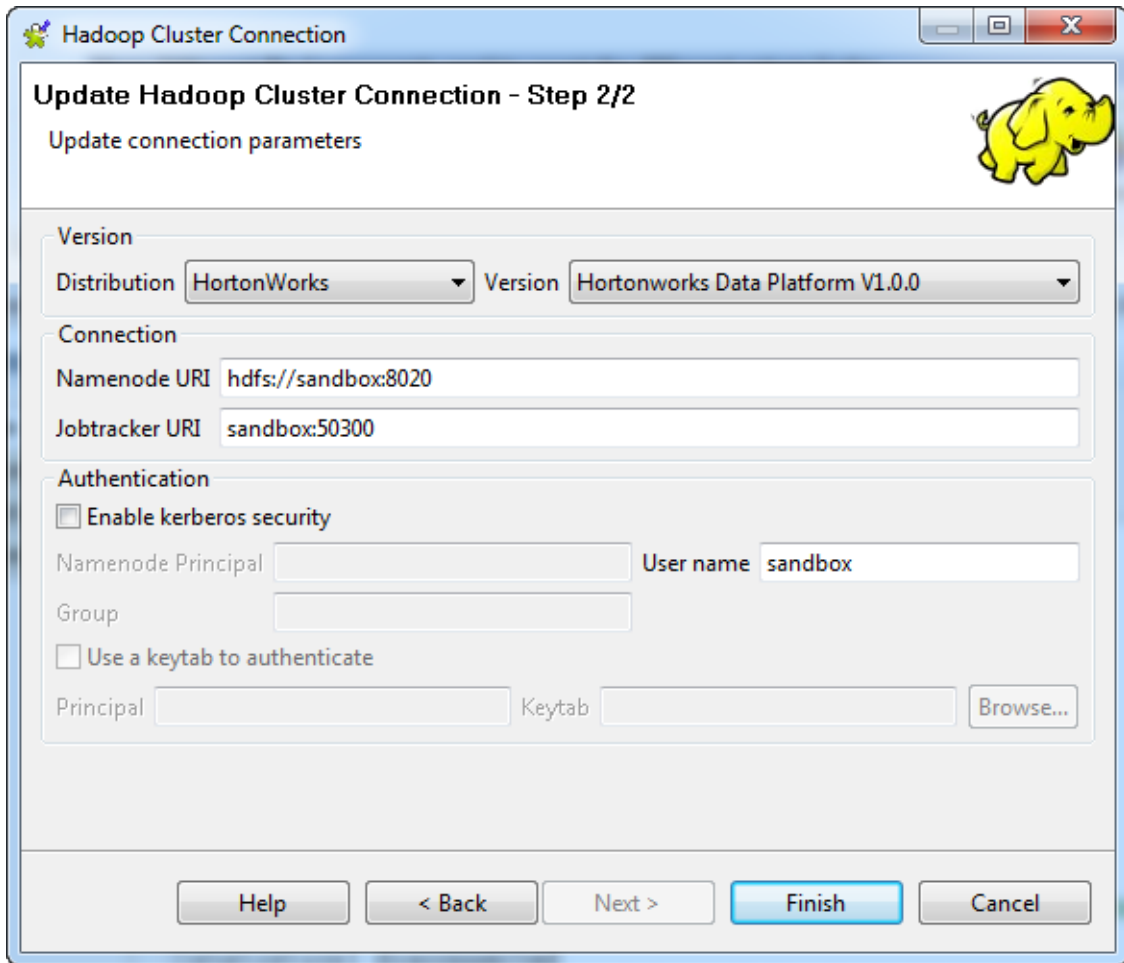 Hadoop Cluster Connection
Update Hadoop Cluster Connection - Step 2/2
Update connection parameters
Version
Distribution HortonWorks Version Hortonworks Data Platform V1.0.0
Connection
Namenode URI hdfs://sandbox:8020
Jobtracker URI sandbox:50300
Authentication
Enable kerberos security
Namenode Principal User name sandbox
Group
Use a keytab to authenticate
Principal Keytab Browse...
Help < Back Next > Finish Cancel